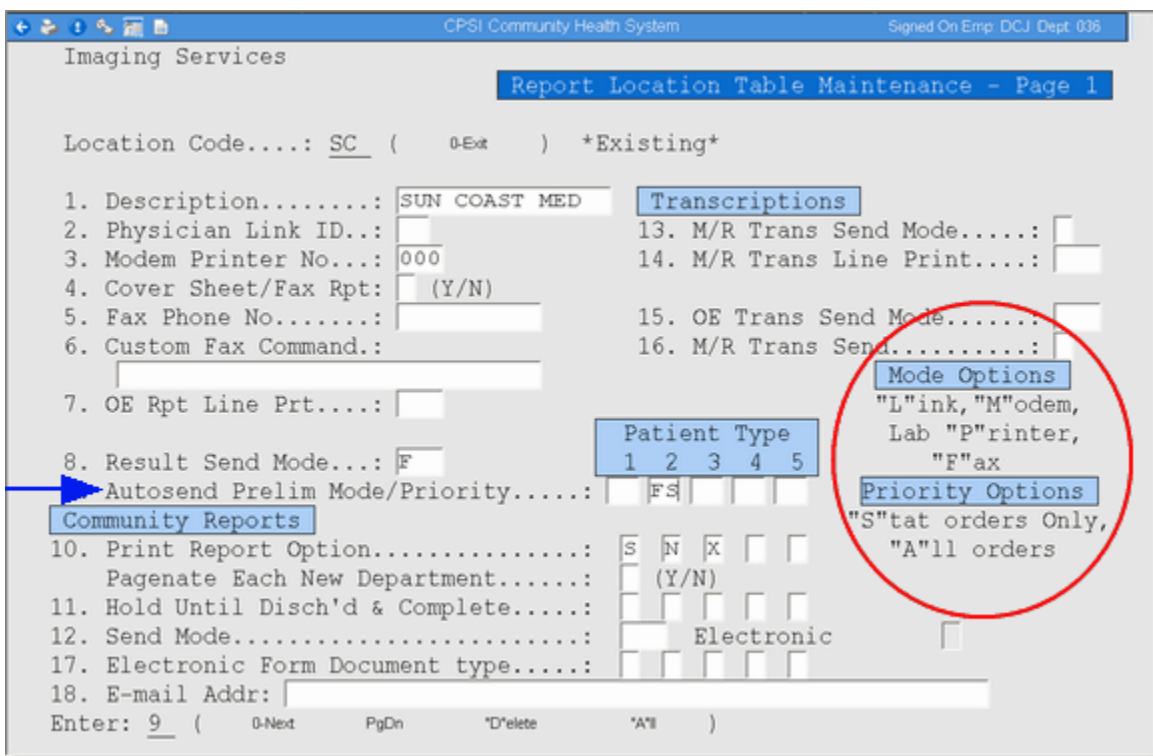 CPSI Community Health System Signed On Emp: DCJ Dept: 036
Imaging Services
Report Location Table Maintenance - Page 1
Location Code....: SC ( 0-Exit ) *Existing*
1. Description........: SUN COAST MED Transcriptions
2. Physician Link ID..: 13. M/R Trans Send Mode.....:
3. Modem Printer No...: 000 14. M/R Trans Line Print....:
4. Cover Sheet/Fax Rpt: (Y/N)
5. Fax Phone No.......: 15. OE Trans Send Mode......:
6. Custom Fax Command.: 16. M/R Trans Send..........:
Mode Options
7. OE Rpt Line Prt....: "L"ink,"M"odem,
Patient Type Lab "P"rinter,
8. Result Send Mode...: F 1 2 3 4 5 "F"ax
Autosend Prelim Mode/Priority.....: FS Priority Options
Community Reports "S"tat orders Only,
10. Print Report Option...............: S N X "A"ll orders
Pagenate Each New Department......: (Y/N)
11. Hold Until Disch'd & Complete.....:
12. Send Mode.........................: Electronic
17. Electronic Form Document type.....:
18. E-mail Addr:
Enter: 9 ( 0-Next PgDn "D"elete "A"ll )